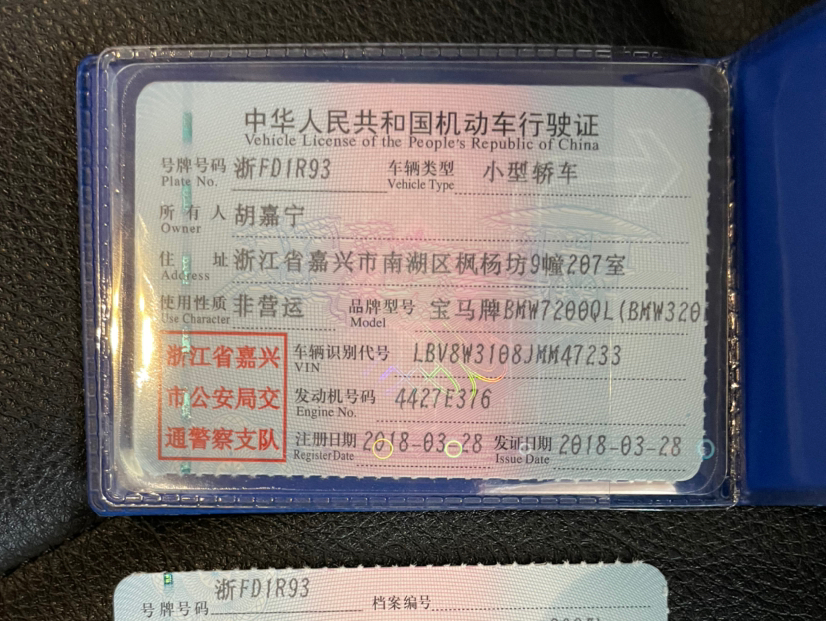 中华人民共和国机动车行驶证
Vehicle License of the People's Republic of China
号牌号码 浙FD1R93 车辆类型 小型轿车
Plate No. Vehicle Type
所有人 胡嘉宁
Owner
住址 浙江省嘉兴市南湖区枫杨坊9幢207室
Address
使用性质 非营运 品牌型号 宝马牌BMW7200QL(BMW320
Use Character Model
浙江省嘉兴
市公安局交
通警察支队
车辆识别代号 LBV8W3108JMM47233
VIN
发动机号码 4427E376
Engine No.
注册日期 2018-03-28 发证日期 2018-03-28
Register Date Issue Date
浙FD1R93
号牌号码 档案编号